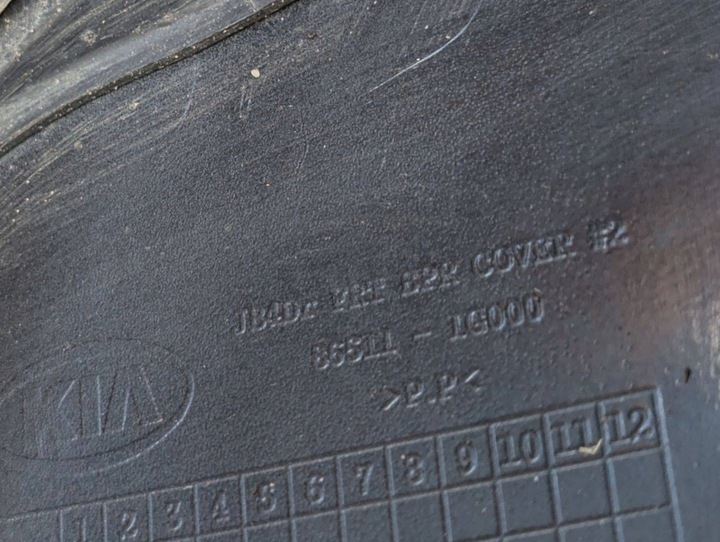 JB4DR FRT BPR COVER #2
86511 - 1G000
>P.P<
KIA
1 2 3 4 5 6 7 8 9 10 11 12